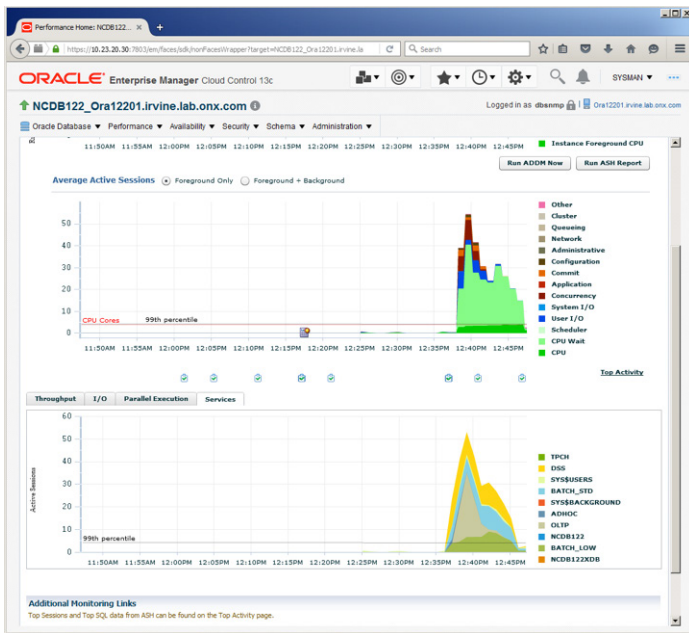 Performance Home: NCDB122_...
https://10.23.20.30:7803/em/faces/sdk/nonFacesWrapper?target=NCDB122_Ora12201.irvine.la
Search
ORACLE Enterprise Manager Cloud Control 13c
SYSMAN
NCDB122_Ora12201.irvine.lab.onx.com
Logged in as dbsnmp
Ora12201.irvine.lab.onx.com
Oracle Database Performance Availability Security Schema Administration
11:50AM 11:55AM 12:00PM 12:05PM 12:10PM 12:15PM 12:20PM 12:25PM 12:30PM 12:35PM 12:40PM 12:45PM
Instance Foreground CPU
Run ADDM Now Run ASH Report
Average Active Sessions Foreground Only Foreground + Background
50
40
30
20
10
0
CPU Cores 99th percentile
11:50AM 11:55AM 12:00PM 12:05PM 12:10PM 12:15PM 12:20PM 12:25PM 12:30PM 12:35PM 12:40PM 12:45PM
Other
Cluster
Queueing
Network
Administrative
Configuration
Commit
Application
Concurrency
System I/O
User I/O
Scheduler
CPU Wait
CPU
Top Activity
Throughput I/O Parallel Execution Services
Active Sessions
60
50
40
30
20
10
0
99th percentile
11:50AM 11:55AM 12:00PM 12:05PM 12:10PM 12:15PM 12:20PM 12:25PM 12:30PM 12:35PM 12:40PM 12:45PM
TPCH
DSS
SYS$USERS
BATCH_STD
SYS$BACKGROUND
ADHOC
OLTP
NCDB122
BATCH_LOW
NCDB122XDB
Additional Monitoring Links
Top Sessions and Top SQL data from ASH can be found on the Top Activity page.